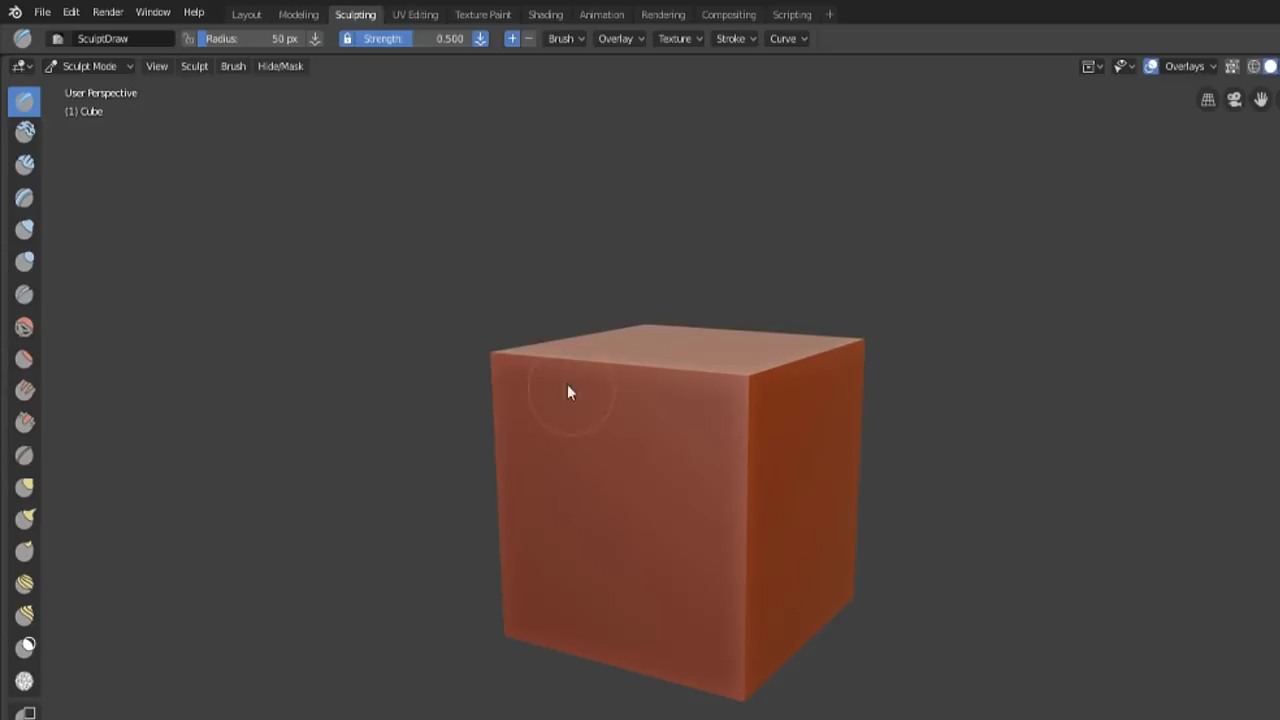 File Edit Render Window Help Layout Modeling Sculpting UV Editing Texture Paint Shading Animation Rendering Compositing Scripting +
SculptDraw Radius: 50 px Strength: 0.500 + − Brush Overlay Texture Stroke Curve
Sculpt Mode View Sculpt Brush Hide/Mask Overlays
User Perspective
(1) Cube